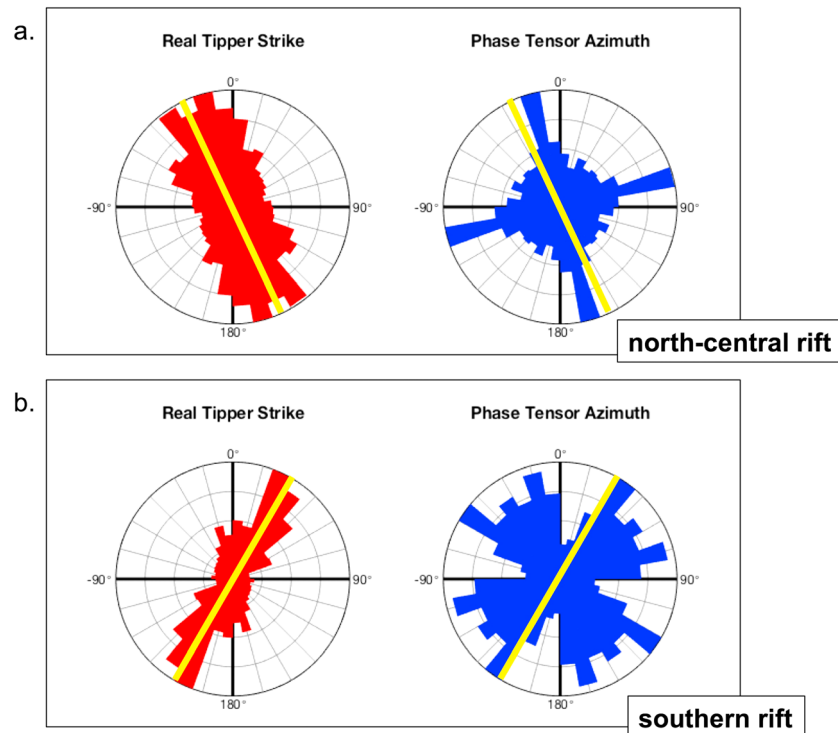 a.
Real Tipper Strike
Phase Tensor Azimuth
0°
0°
-90°
90°
-90°
90°
180°
180°
north-central rift
b.
Real Tipper Strike
Phase Tensor Azimuth
0°
0°
-90°
90°
-90°
90°
180°
180°
southern rift